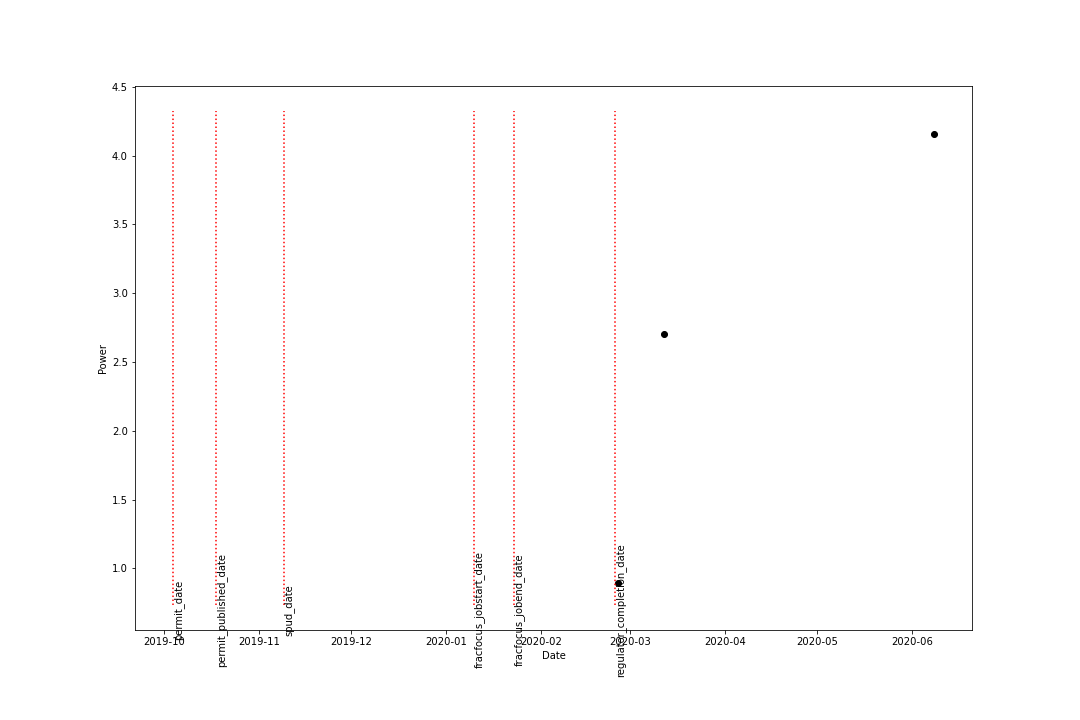 4.5
4.0
3.5
3.0
2.5
2.0
1.5
1.0
Power
permit_date
permit_published_date
spud_date
fracfocus_jobstart_date
fracfocus_jobend_date
regulator_completion_date
2019-10
2019-11
2019-12
2020-01
2020-02
2020-03
2020-04
2020-05
2020-06
Date